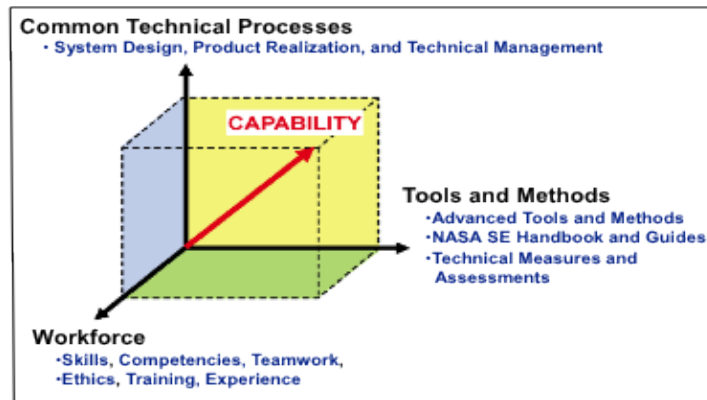 Common Technical Processes
• System Design, Product Realization, and Technical Management
CAPABILITY
Tools and Methods
•Advanced Tools and Methods
•NASA SE Handbook and Guides
•Technical Measures and
Assessments
Workforce
•Skills, Competencies, Teamwork,
•Ethics, Training, Experience